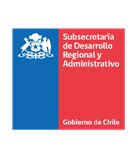 Subsecretaría
de Desarrollo
Regional y
Administrativo
Gobierno de Chile